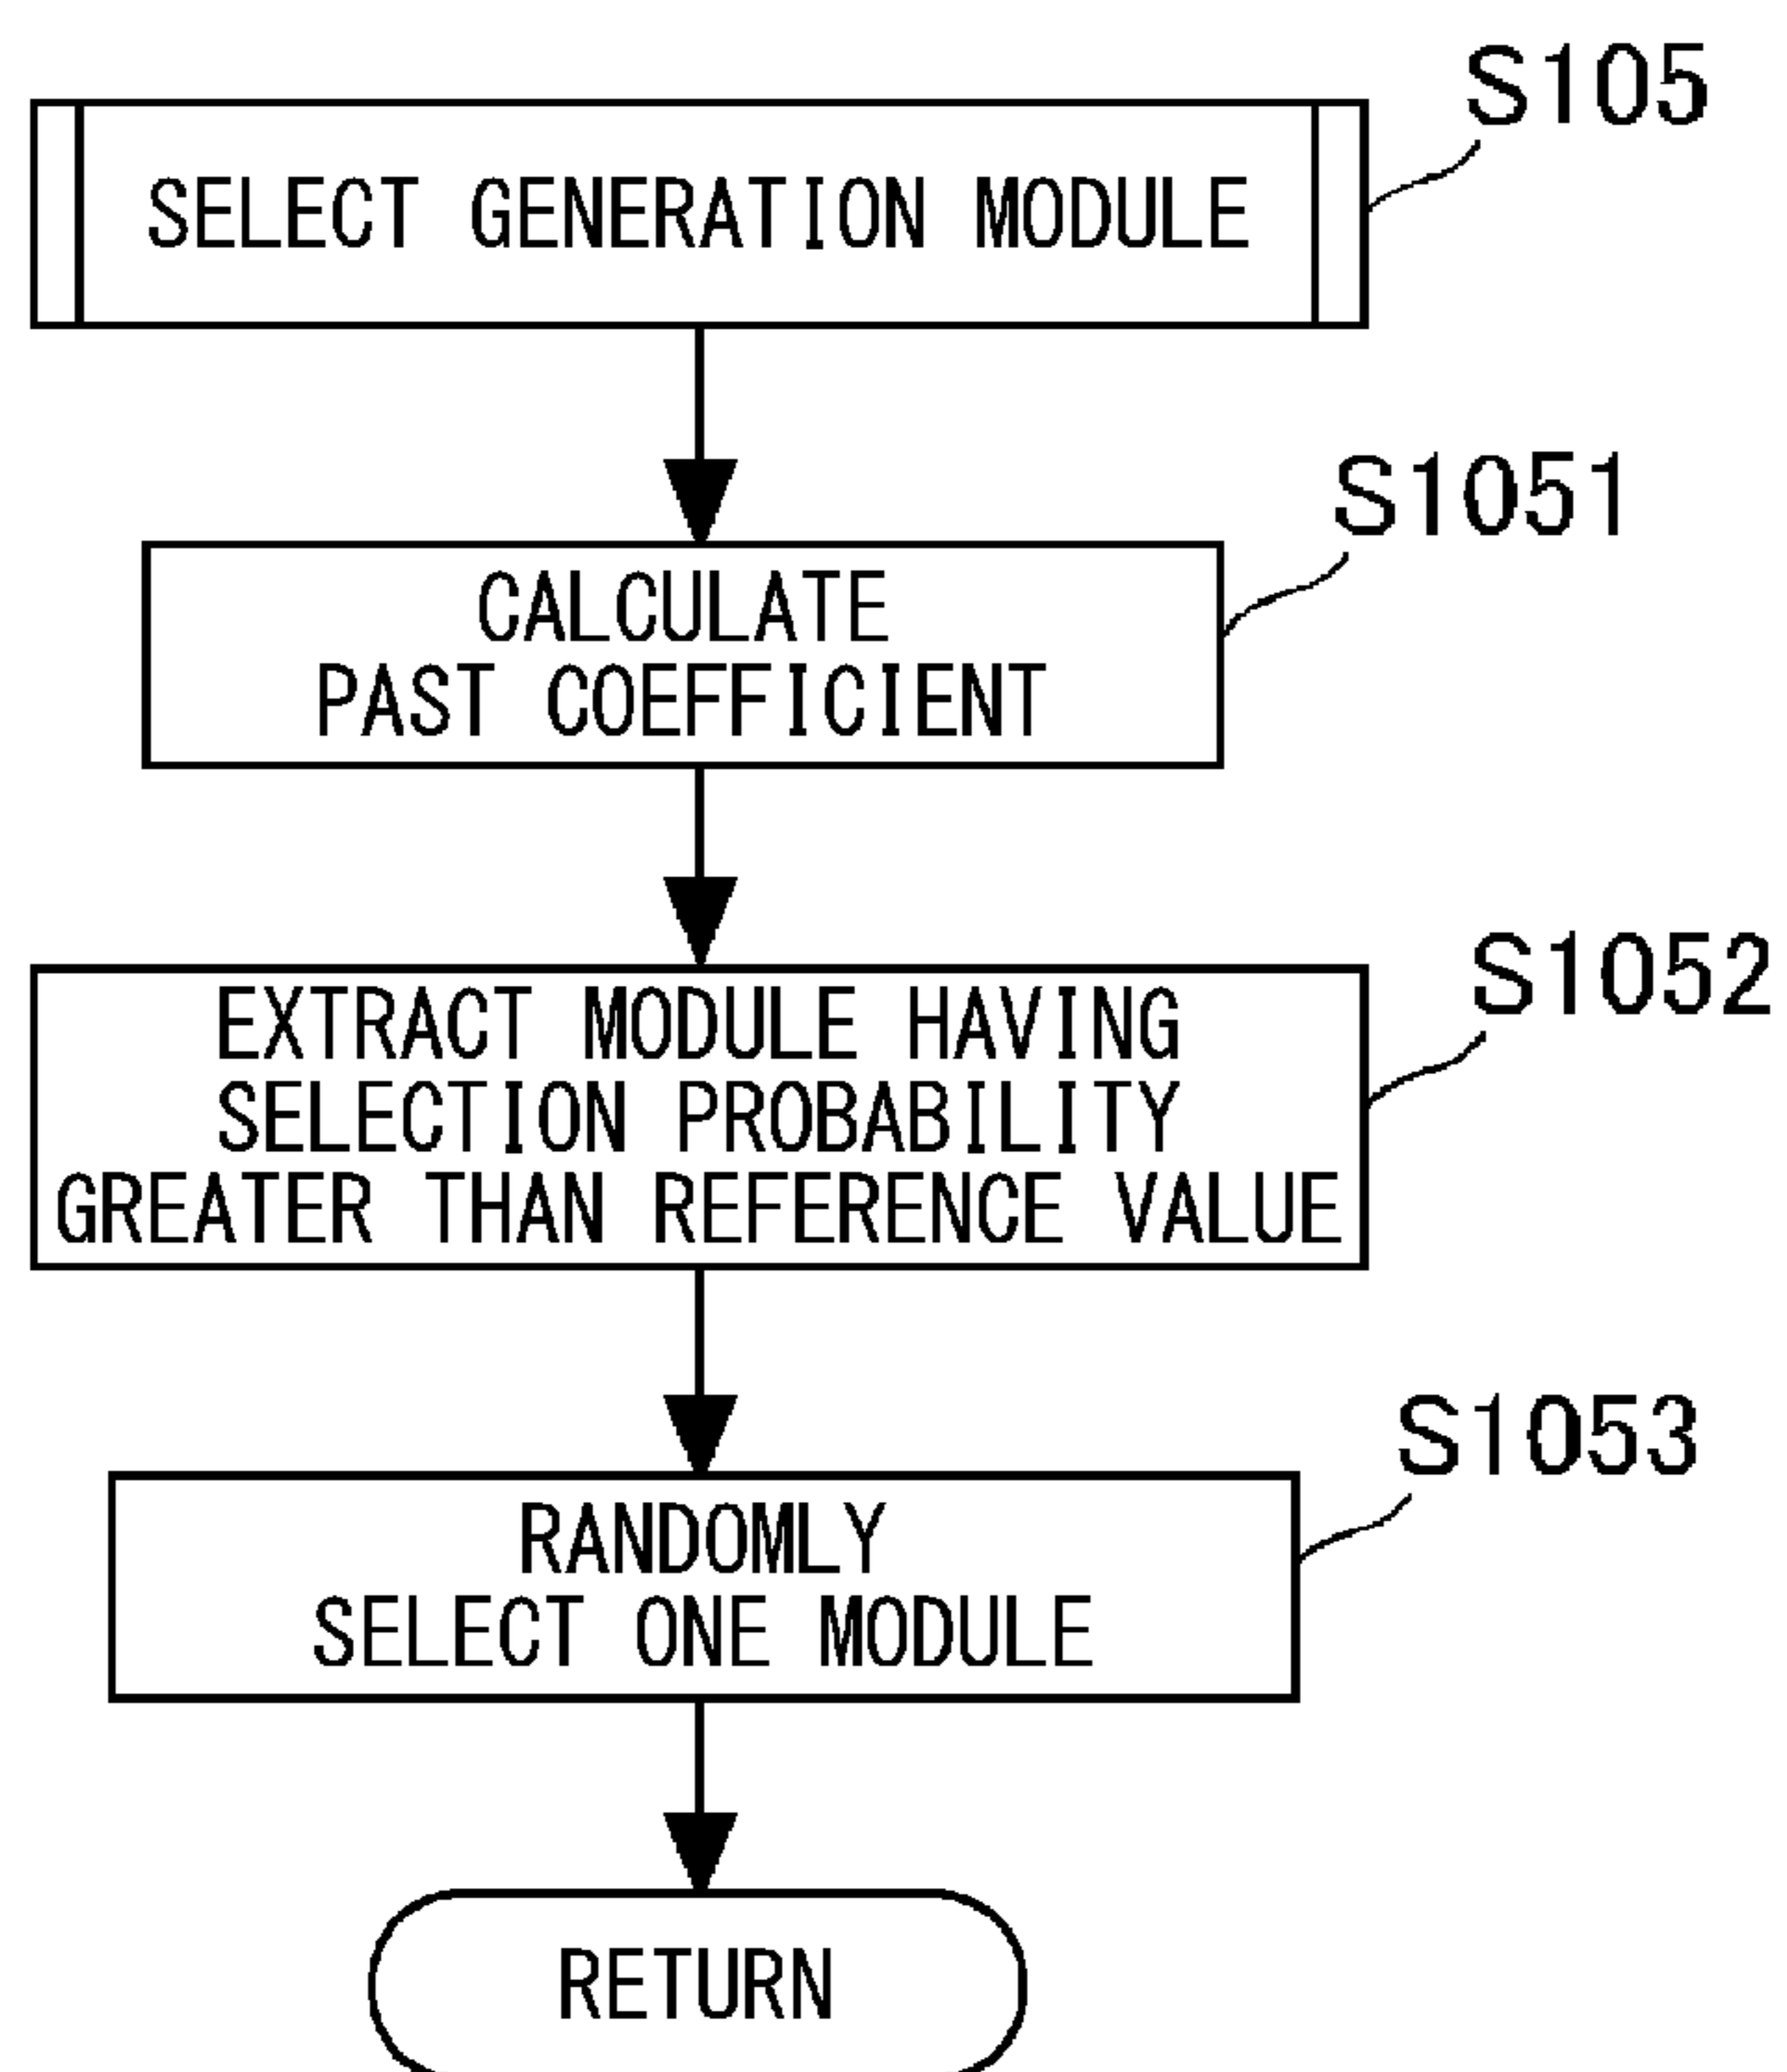 S105
SELECT GENERATION MODULE
S1051
CALCULATE
PAST COEFFICIENT
S1052
EXTRACT MODULE HAVING
SELECTION PROBABILITY
GREATER THAN REFERENCE VALUE
S1053
RANDOMLY
SELECT ONE MODULE
RETURN